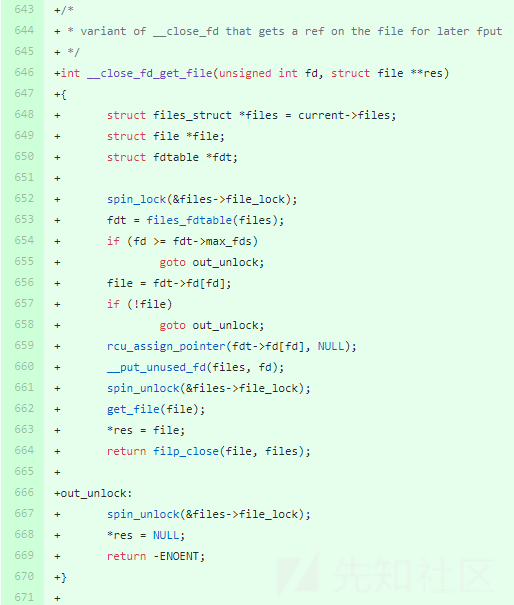 643 +/*
644 + * variant of __close_fd that gets a ref on the file for later fput
645 + */
646 +int __close_fd_get_file(unsigned int fd, struct file **res)
647 +{
648 + struct files_struct *files = current->files;
649 + struct file *file;
650 + struct fdtable *fdt;
651 +
652 + spin_lock(&files->file_lock);
653 + fdt = files_fdtable(files);
654 + if (fd >= fdt->max_fds)
655 + goto out_unlock;
656 + file = fdt->fd[fd];
657 + if (!file)
658 + goto out_unlock;
659 + rcu_assign_pointer(fdt->fd[fd], NULL);
660 + __put_unused_fd(files, fd);
661 + spin_unlock(&files->file_lock);
662 + get_file(file);
663 + *res = file;
664 + return filp_close(file, files);
665 +
666 +out_unlock:
667 + spin_unlock(&files->file_lock);
668 + *res = NULL;
669 + return -ENOENT;
670 +}
671 +
先知社区